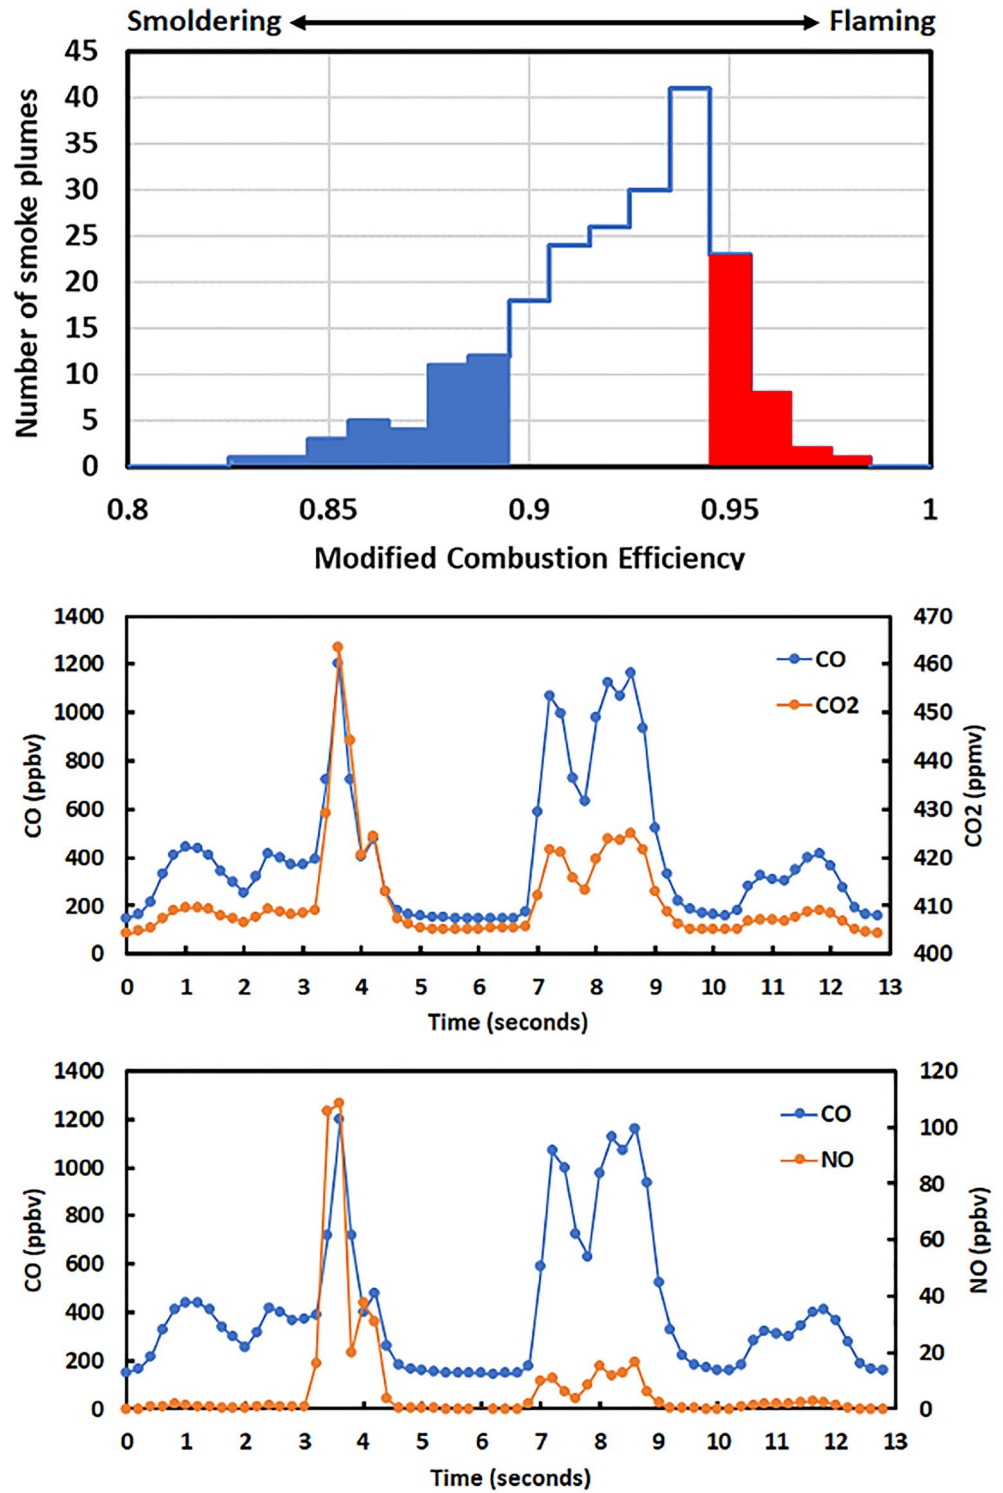 Smoldering Flaming
45
40
35
30
25
20
15
10
5
0
Number of smoke plumes
0.8 0.85 0.9 0.95 1
Modified Combustion Efficiency
1400
1200
1000
800
600
400
200
0
CO (ppbv)
CO
CO2
470
460
450
440
430
420
410
400
CO2 (ppmv)
0 1 2 3 4 5 6 7 8 9 10 11 12 13
Time (seconds)
1400
1200
1000
800
600
400
200
0
CO (ppbv)
CO
NO
120
100
80
60
40
20
0
NO (ppbv)
0 1 2 3 4 5 6 7 8 9 10 11 12 13
Time (seconds)